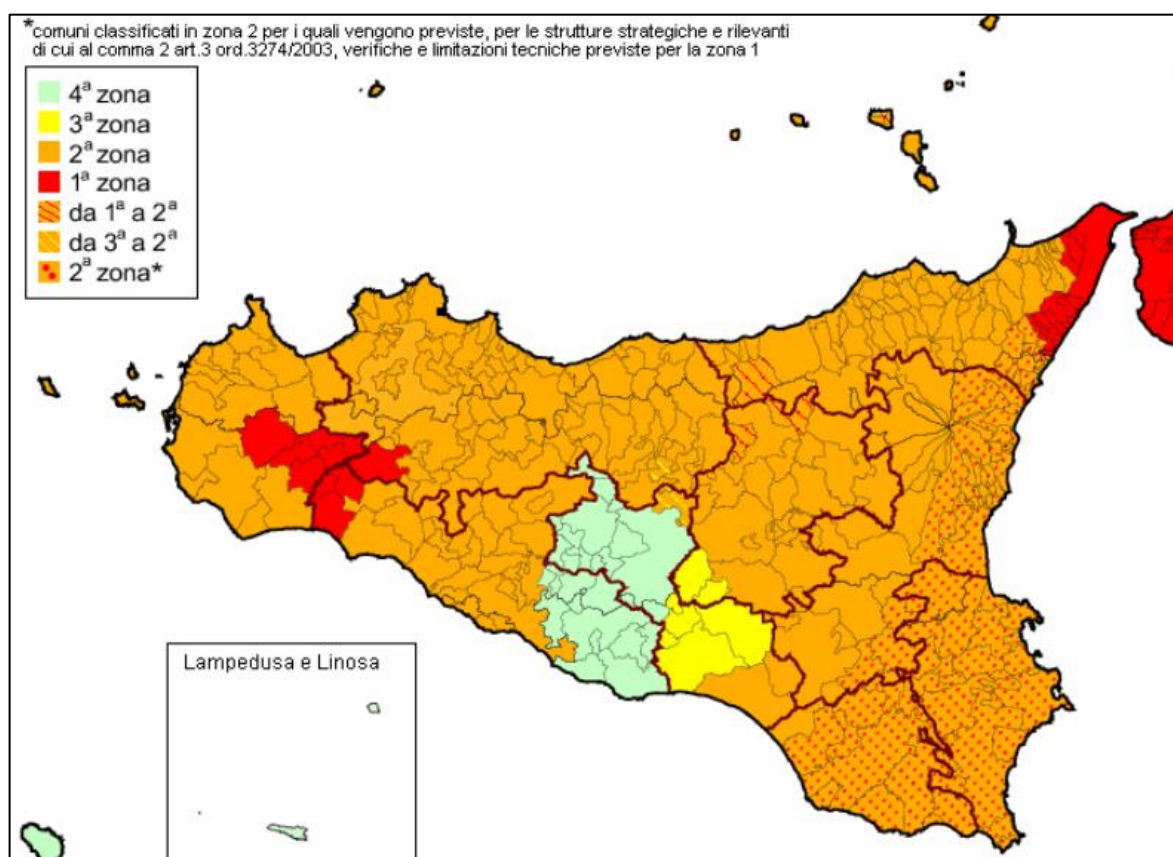 *comuni classificati in zona 2 per i quali vengono previste, per le strutture strategiche e rilevanti
di cui al comma 2 art.3 ord.3274/2003, verifiche e limitazioni tecniche previste per la zona 1
4ª zona
3ª zona
2ª zona
1ª zona
da 1ª a 2ª
da 3ª a 2ª
2ª zona*
Lampedusa e Linosa